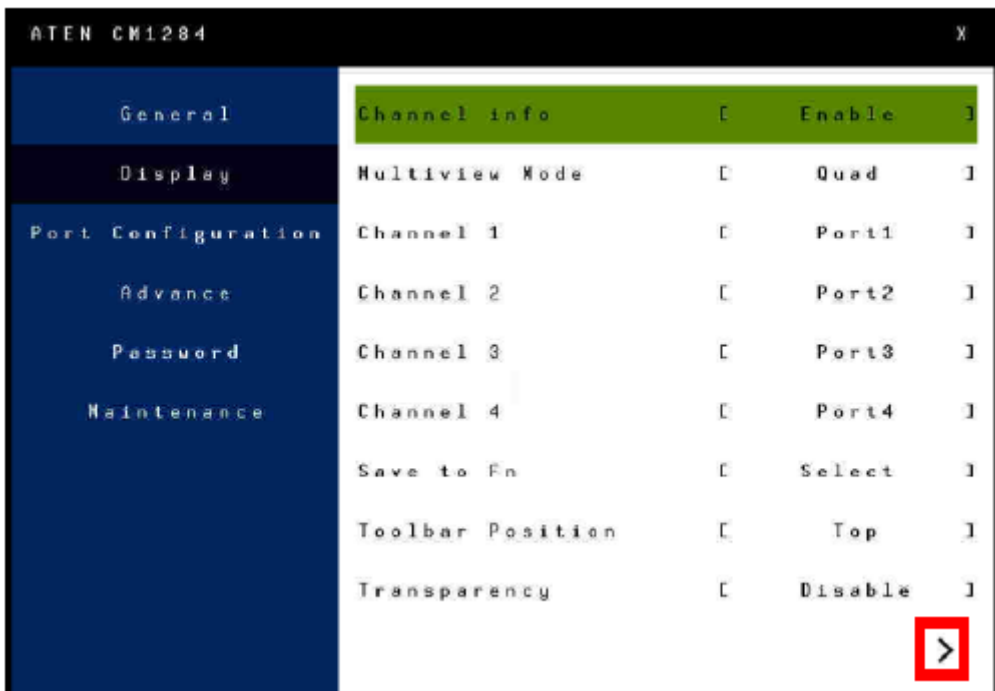 ATEN CM1284 X
General
Display
Port Configuration
Advance
Password
Maintenance
Channel info [ Enable ]
Multiview Mode [ Quad ]
Channel 1 [ Port1 ]
Channel 2 [ Port2 ]
Channel 3 [ Port3 ]
Channel 4 [ Port4 ]
Save to Fn [ Select ]
Toolbar Position [ Top ]
Transparency [ Disable ]
>